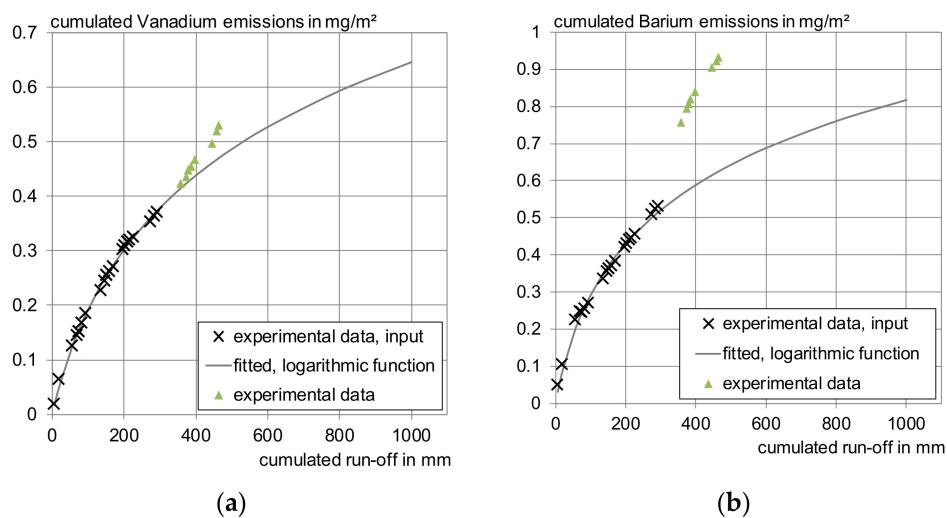 cumulated Vanadium emissions in mg/m²
0.7
0.6
0.5
0.4
0.3
0.2
0.1
0
experimental data, input
fitted, logarithmic function
experimental data
0 200 400 600 800 1000
cumulated run-off in mm
(a)
cumulated Barium emissions in mg/m²
1
0.9
0.8
0.7
0.6
0.5
0.4
0.3
0.2
0.1
0
experimental data, input
fitted, logarithmic function
experimental data
0 200 400 600 800 1000
cumulated run-off in mm
(b)